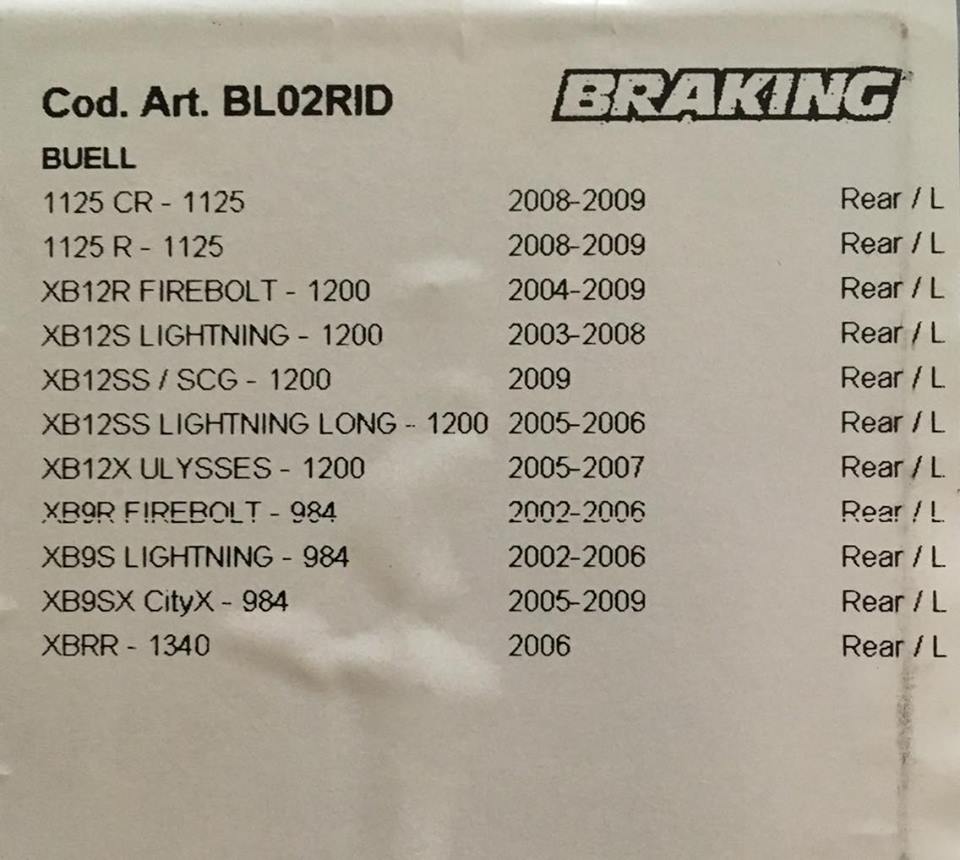 Cod. Art. BL02RID BRAKING
BUELL
1125 CR - 1125 2008-2009 Rear / L
1125 R - 1125 2008-2009 Rear / L
XB12R FIREBOLT - 1200 2004-2009 Rear / L
XB12S LIGHTNING - 1200 2003-2008 Rear / L
XB12SS / SCG - 1200 2009 Rear / L
XB12SS LIGHTNING LONG - 1200 2005-2006 Rear / L
XB12X ULYSSES - 1200 2005-2007 Rear / L
XB9R FIREBOLT - 984 2002-2006 Rear / L
XB9S LIGHTNING - 984 2002-2006 Rear / L
XB9SX CityX - 984 2005-2009 Rear / L
XBRR - 1340 2006 Rear / L